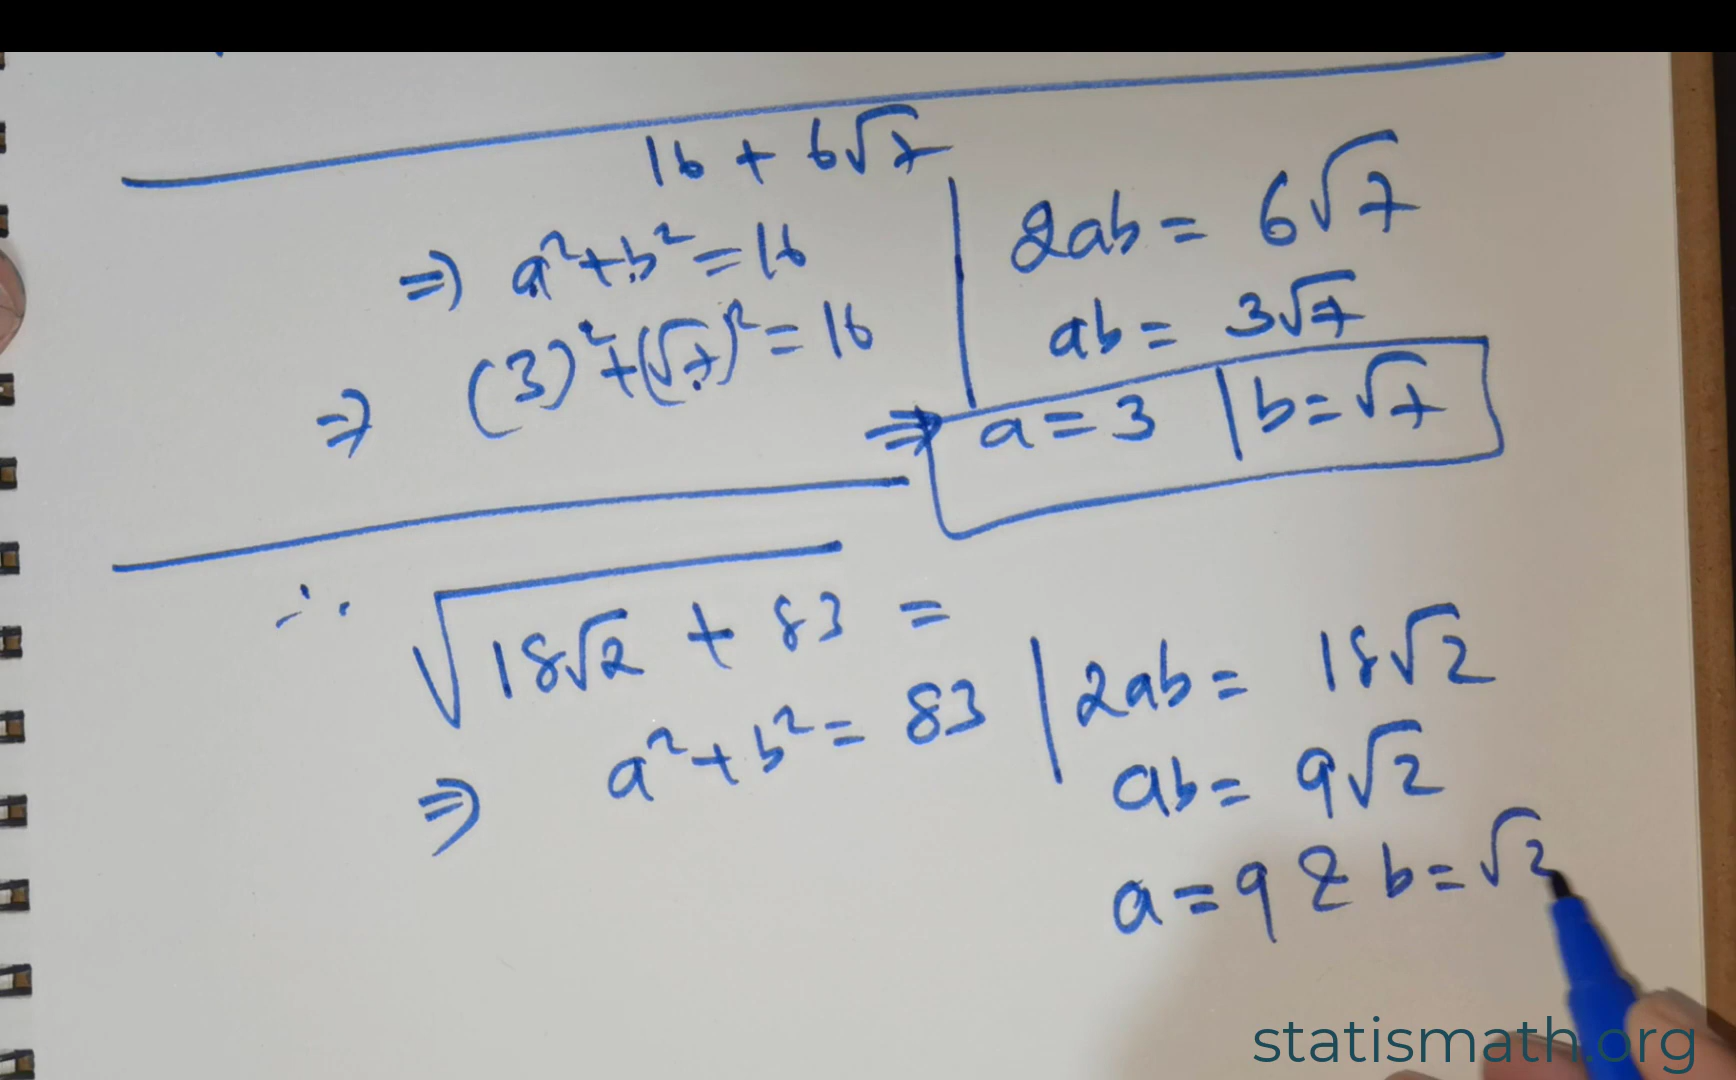 16 + 6√7
⇒ a²+b²=16 | 2ab = 6√7
ab = 3√7
⇒ (3)²+(√7)²=16
⇒ a=3 | b=√7
∴ √(18√2 + 83) =
⇒ a²+b²= 83 | 2ab = 18√2
ab = 9√2
a=9 & b=√2
statismath.org